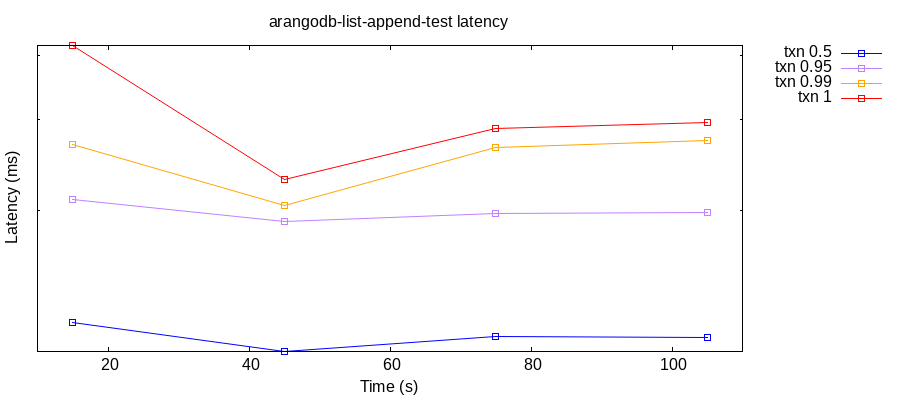 arangodb-list-append-test latency
txn 0.5
txn 0.95
txn 0.99
txn 1
Latency (ms)
20 40 60 80 100
Time (s)